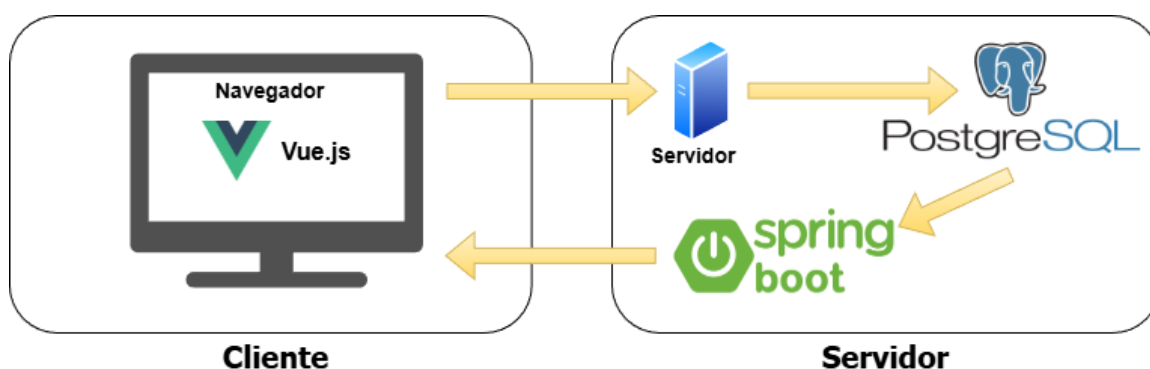 Navegador
Vue.js
Servidor
PostgreSQL
spring
boot
Cliente
Servidor